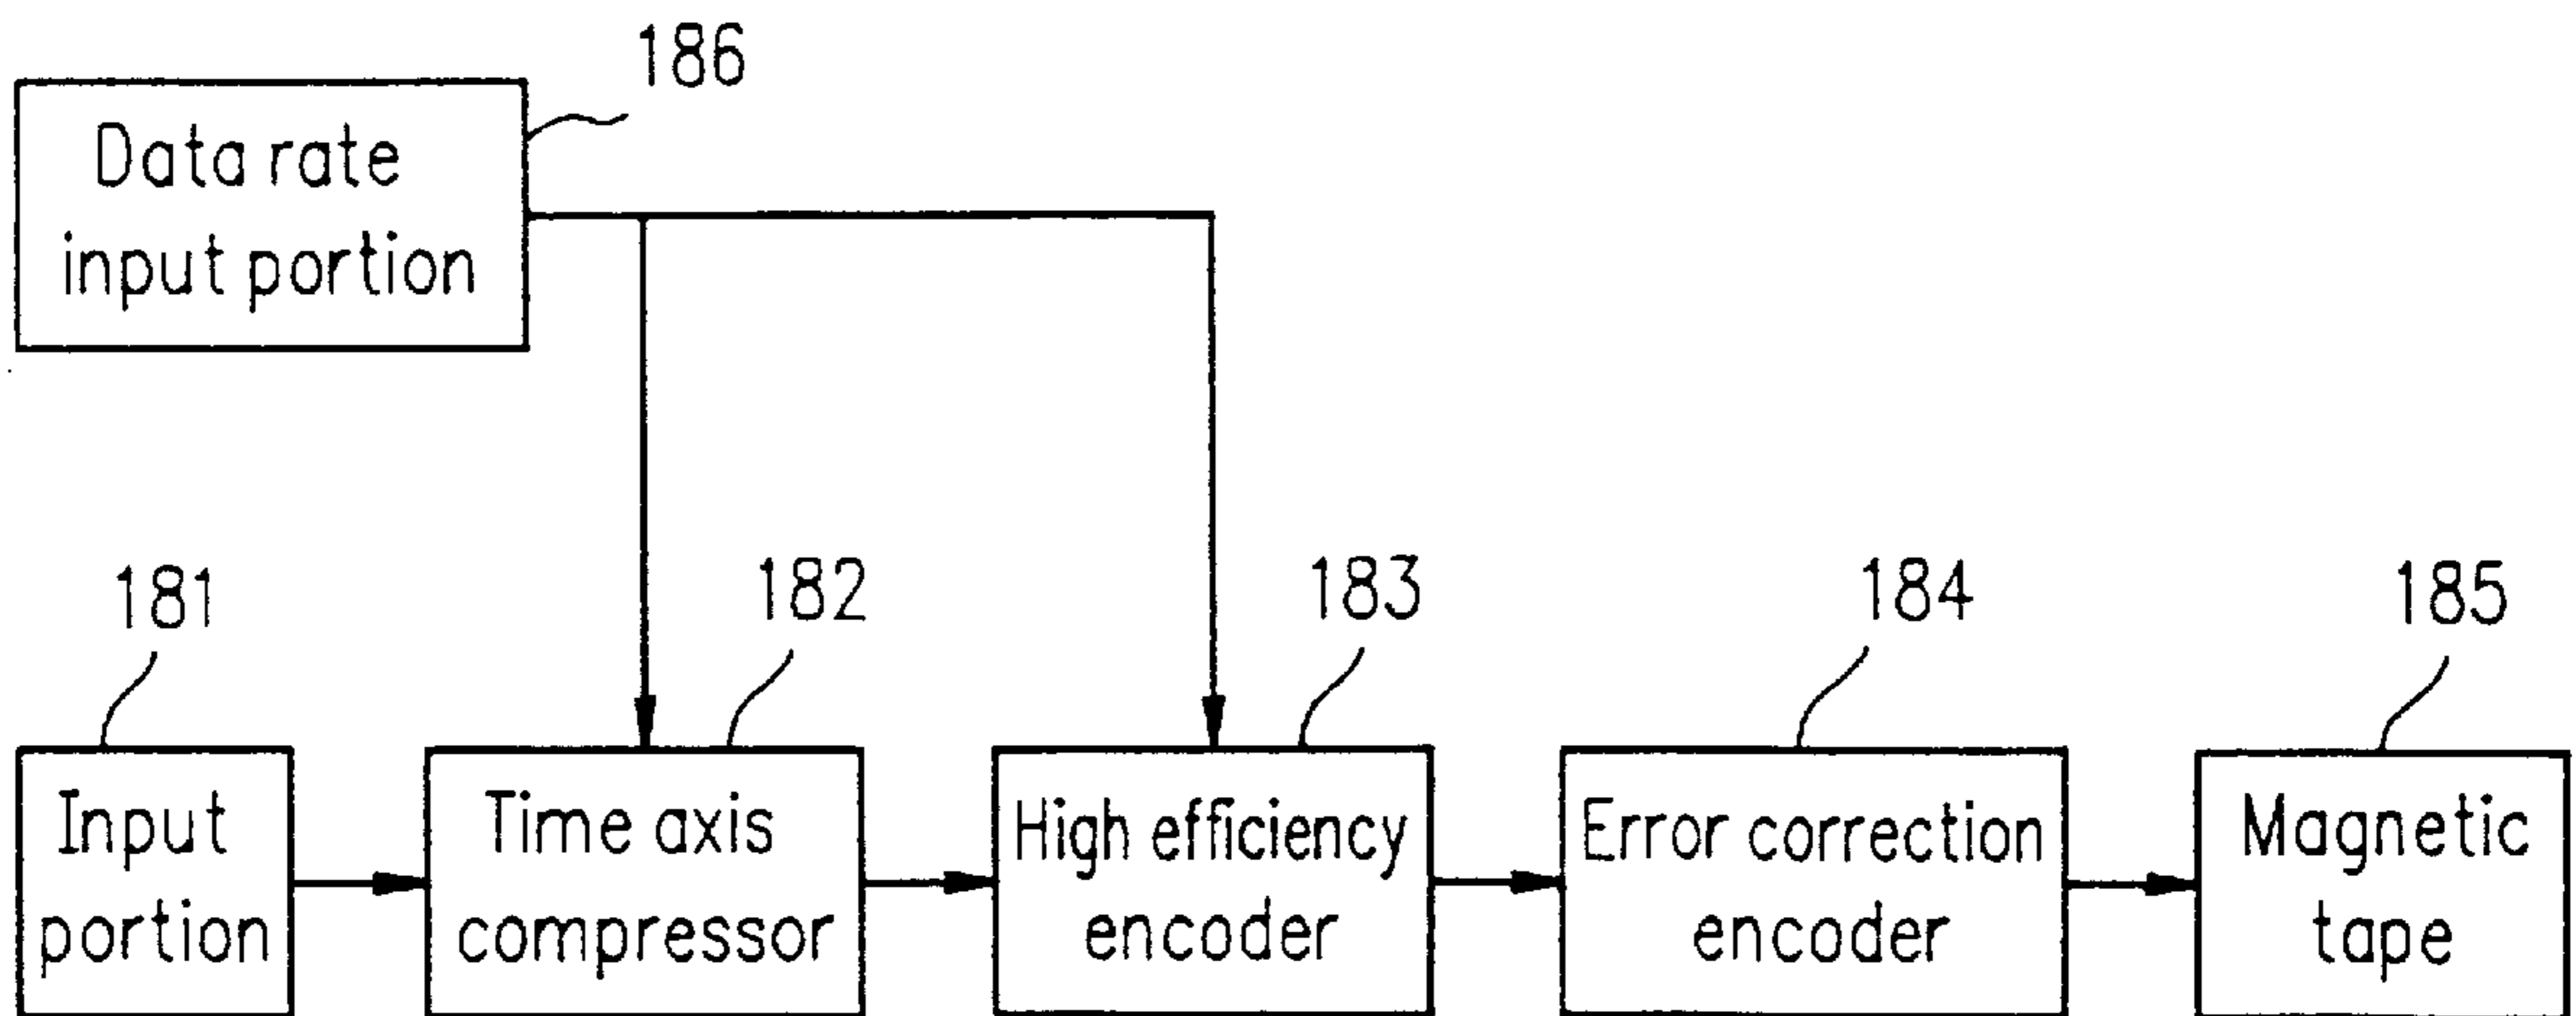 186
Data rate
input portion
181
182
183
184
185
Input
portion
Time axis
compressor
High efficiency
encoder
Error correction
encoder
Magnetic
tape